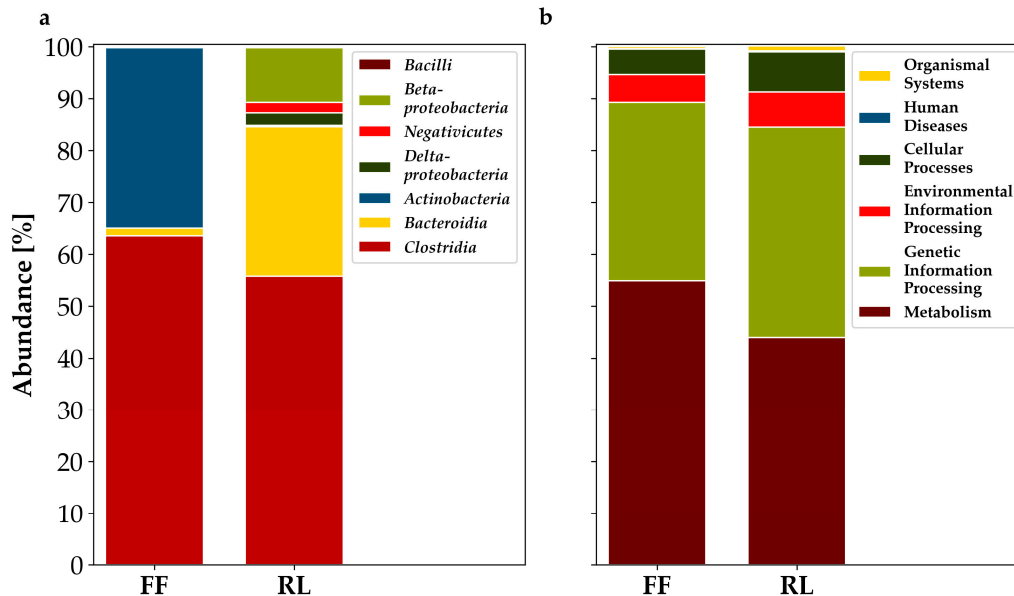 a
Abundance [%]
100
90
80
70
60
50
40
30
20
10
0
FF
RL
Bacilli
Beta-
proteobacteria
Negativicutes
Delta-
proteobacteria
Actinobacteria
Bacteroidia
Clostridia
b
FF
RL
Organismal
Systems
Human
Diseases
Cellular
Processes
Environmental
Information
Processing
Genetic
Information
Processing
Metabolism